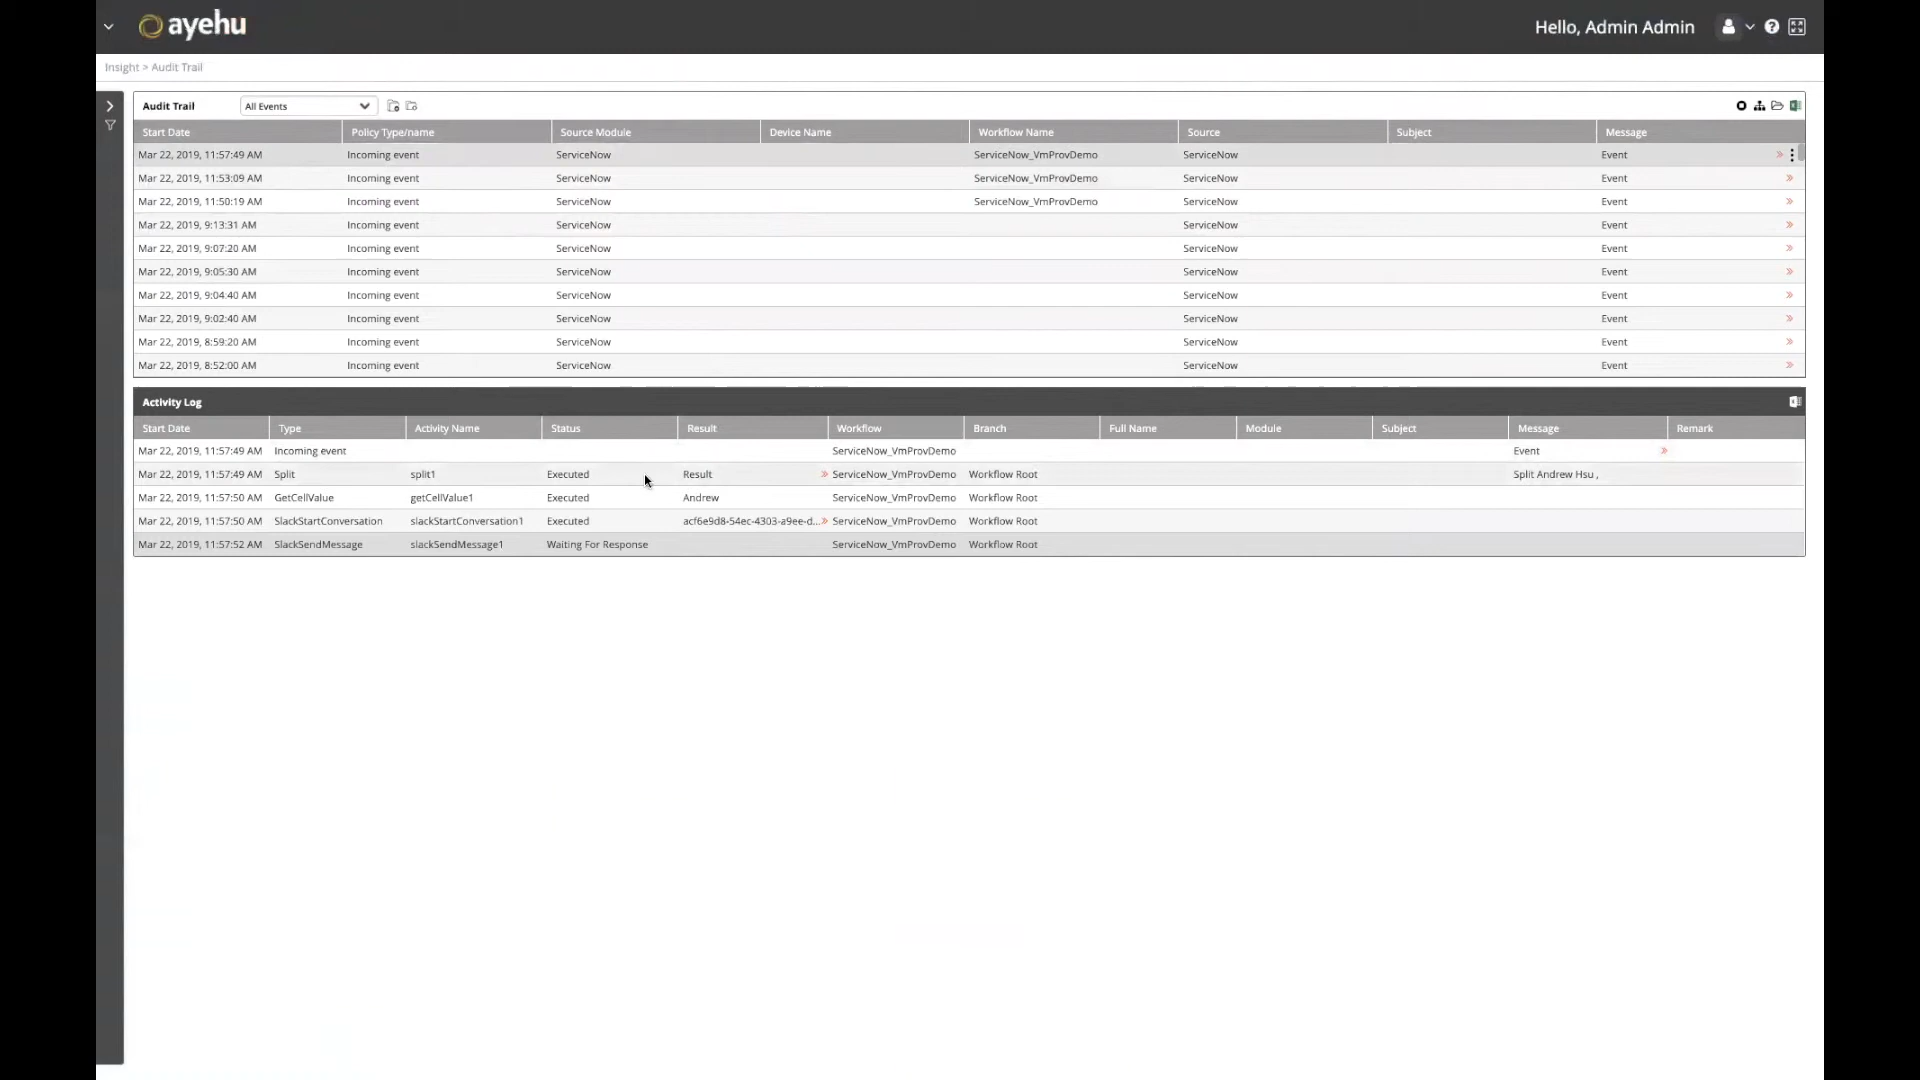 ayehu
Hello, Admin Admin
Insight > Audit Trail
Audit Trail All Events
Start Date Policy Type/name Source Module Device Name Workflow Name Source Subject Message
Mar 22, 2019, 11:57:49 AM Incoming event ServiceNow ServiceNow_VmProvDemo ServiceNow Event »
Mar 22, 2019, 11:53:09 AM Incoming event ServiceNow ServiceNow_VmProvDemo ServiceNow Event »
Mar 22, 2019, 11:50:19 AM Incoming event ServiceNow ServiceNow_VmProvDemo ServiceNow Event »
Mar 22, 2019, 9:13:31 AM Incoming event ServiceNow ServiceNow Event »
Mar 22, 2019, 9:07:20 AM Incoming event ServiceNow ServiceNow Event »
Mar 22, 2019, 9:05:30 AM Incoming event ServiceNow ServiceNow Event »
Mar 22, 2019, 9:04:40 AM Incoming event ServiceNow ServiceNow Event »
Mar 22, 2019, 9:02:40 AM Incoming event ServiceNow ServiceNow Event »
Mar 22, 2019, 8:59:20 AM Incoming event ServiceNow ServiceNow Event »
Mar 22, 2019, 8:52:00 AM Incoming event ServiceNow ServiceNow Event »
Activity Log
Start Date Type Activity Name Status Result Workflow Branch Full Name Module Subject Message Remark
Mar 22, 2019, 11:57:49 AM Incoming event ServiceNow_VmProvDemo Event »
Mar 22, 2019, 11:57:49 AM Split split1 Executed Result » ServiceNow_VmProvDemo Workflow Root Split Andrew Hsu ,
Mar 22, 2019, 11:57:50 AM GetCellValue getCellValue1 Executed Andrew ServiceNow_VmProvDemo Workflow Root
Mar 22, 2019, 11:57:50 AM SlackStartConversation slackStartConversation1 Executed acf6e9d8-54ec-4303-a9ee-d... » ServiceNow_VmProvDemo Workflow Root
Mar 22, 2019, 11:57:52 AM SlackSendMessage slackSendMessage1 Waiting For Response ServiceNow_VmProvDemo Workflow Root